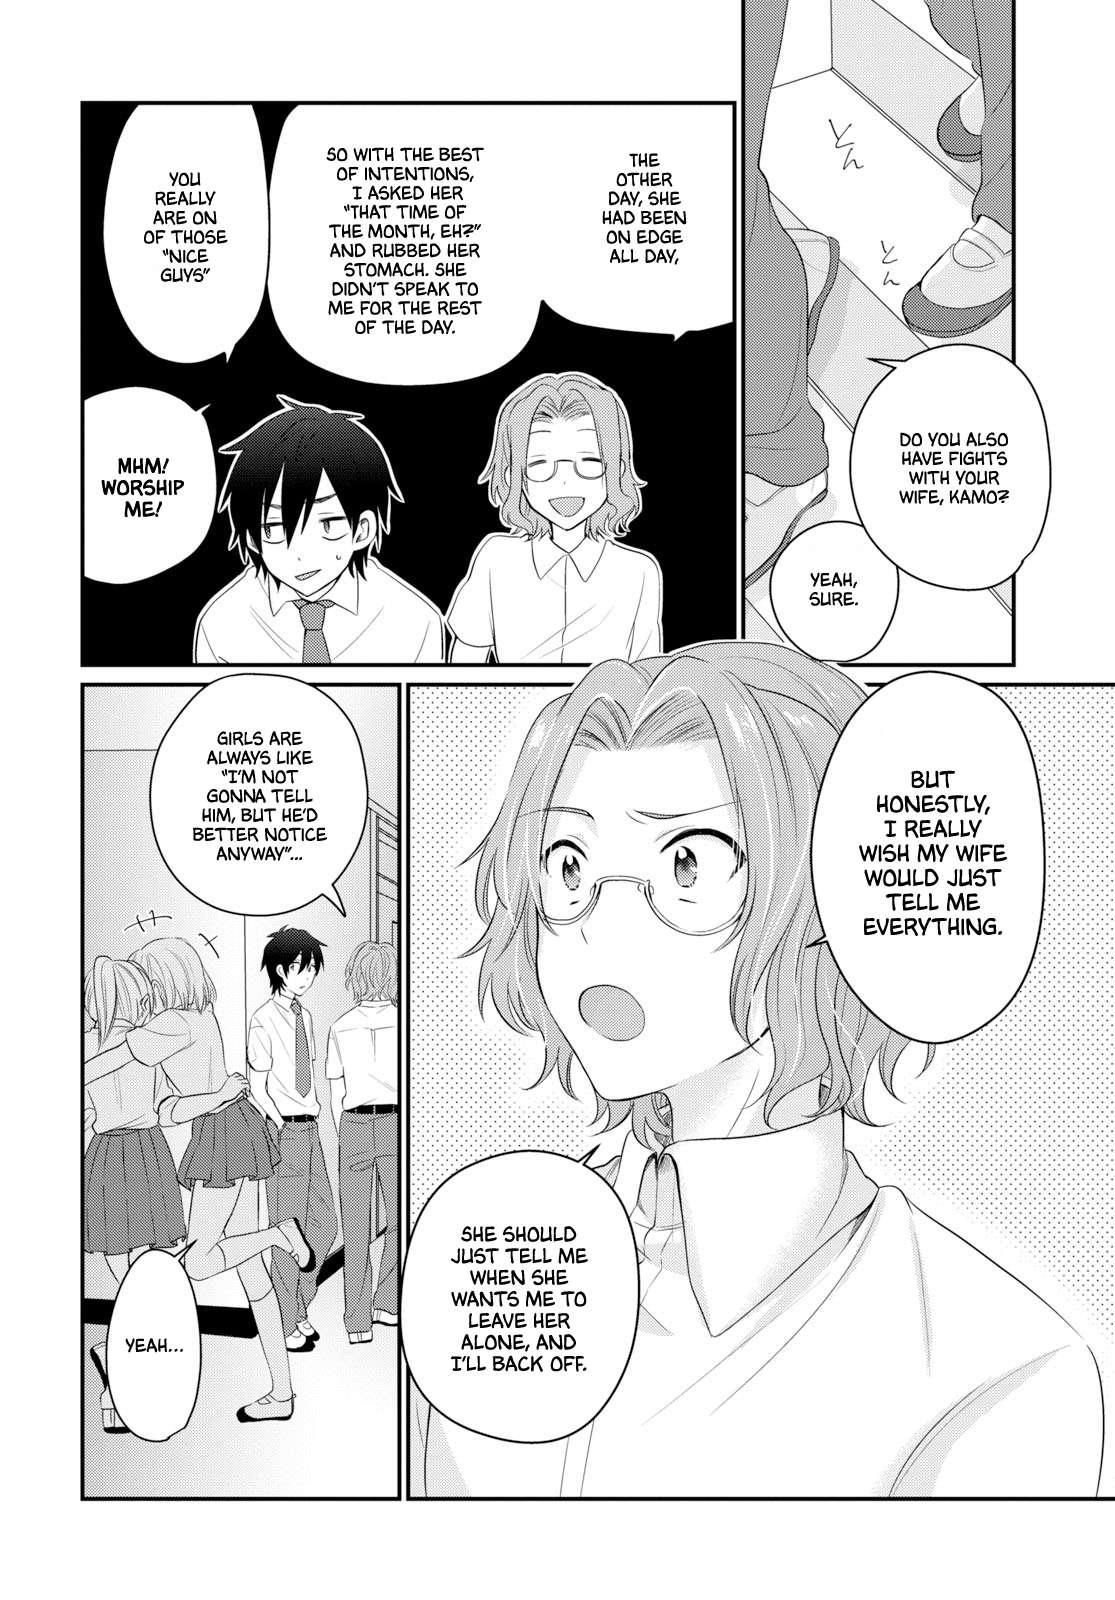 とん
とん
DO YOU ALSO
HAVE FIGHTS
WITH YOUR
WIFE, KAMO?
YEAH,
SURE.
THE
OTHER
DAY, SHE
HAD BEEN
ON EDGE
ALL DAY,
SO WITH THE BEST
OF INTENTIONS,
I ASKED HER
"THAT TIME OF
THE MONTH, EH?"
AND RUBBED HER
STOMACH. SHE
DIDN'T SPEAK TO
ME FOR THE REST
OF THE DAY.
YOU
REALLY
ARE ON
OF THOSE
"NICE
GUYS"
MHM!
WORSHIP
ME!
BUT
HONESTLY,
I REALLY
WISH MY WIFE
WOULD JUST
TELL ME
EVERYTHING.
SHE SHOULD
JUST TELL ME
WHEN SHE
WANTS ME TO
LEAVE HER
ALONE, AND
I'LL BACK OFF.
GIRLS ARE
ALWAYS LIKE
"I'M NOT
GONNA TELL
HIM, BUT HE'D
BETTER NOTICE
ANYWAY"...
YEAH...